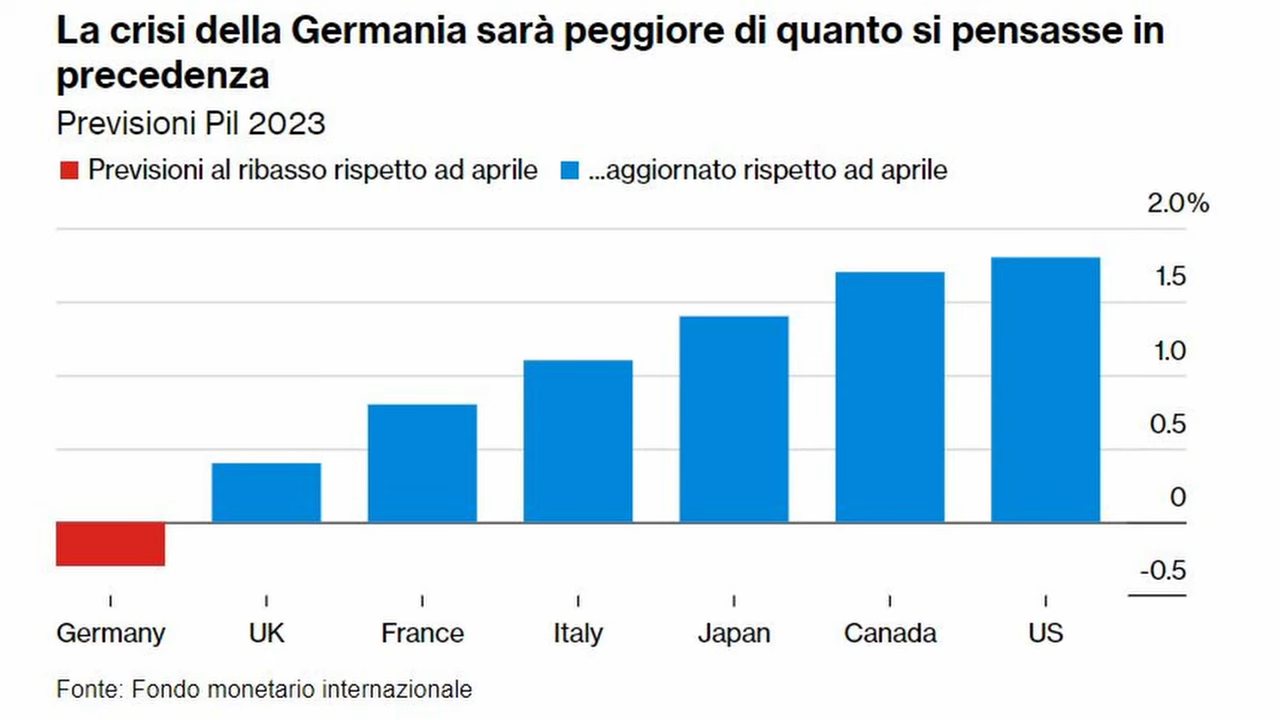 La crisi della Germania sarà peggiore di quanto si pensasse in
precedenza
Previsioni Pil 2023
Previsioni al ribasso rispetto ad aprile ...aggiornato rispetto ad aprile
2.0%
1.5
1.0
0.5
0
-0.5
Germany UK France Italy Japan Canada US
Fonte: Fondo monetario internazionale